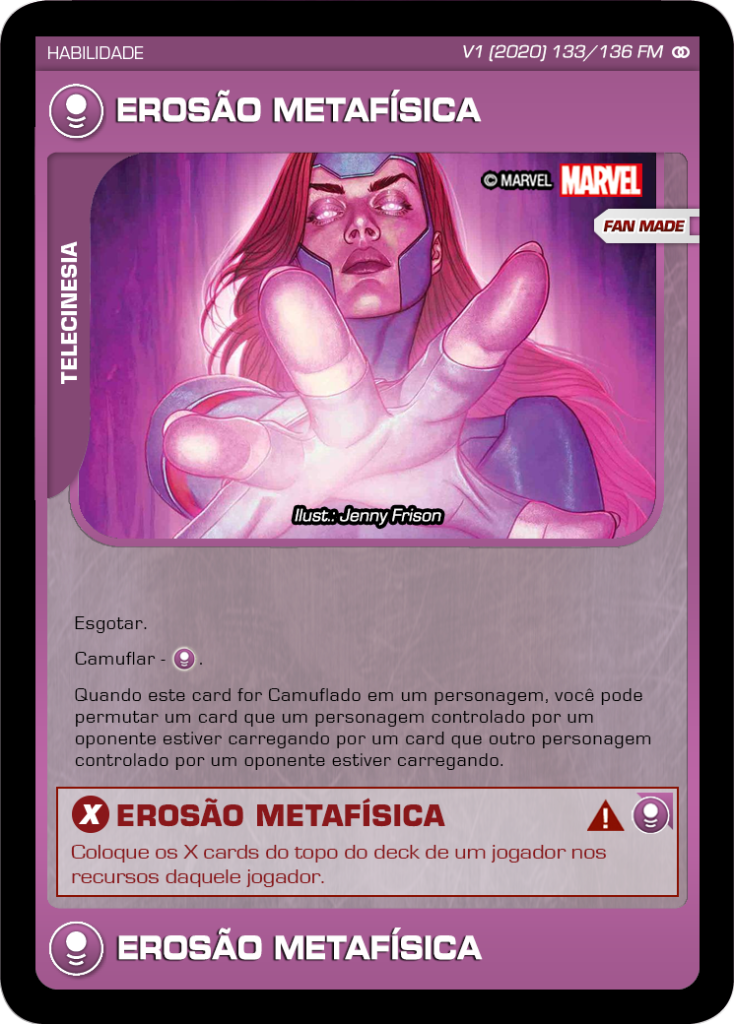 HABILIDADE
V1 (2020) 133/136 FM
EROSÃO METAFÍSICA
© MARVEL MARVEL
FAN MADE
TELECINESIA
Ilust.: Jenny Frison
Esgotar.
Camuflar - .
Quando este card for Camuflado em um personagem, você pode
permutar um card que um personagem controlado por um
oponente estiver carregando por um card que outro personagem
controlado por um oponente estiver carregando.
X EROSÃO METAFÍSICA
Coloque os X cards do topo do deck de um jogador nos
recursos daquele jogador.
EROSÃO METAFÍSICA